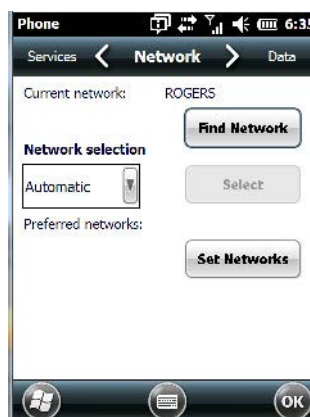 Phone 6:35
Services Network Data
Current network: ROGERS
Find Network
Network selection
Automatic Select
Preferred networks:
Set Networks
OK